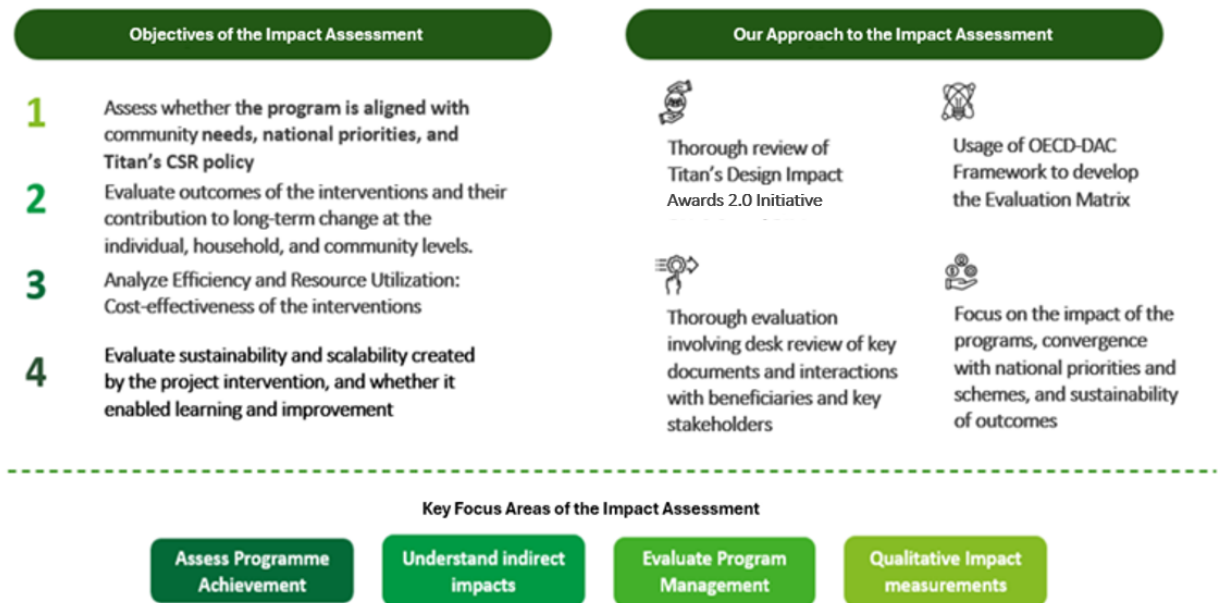 Objectives of the Impact Assessment
1
Assess whether the program is aligned with
community needs, national priorities, and
Titan's CSR policy
2
Evaluate outcomes of the interventions and their
contribution to long-term change at the
individual, household, and community levels.
3
Analyze Efficiency and Resource Utilization:
Cost-effectiveness of the interventions
4
Evaluate sustainability and scalability created
by the project intervention, and whether it
enabled learning and improvement
Our Approach to the Impact Assessment
Thorough review of
Titan's Design Impact
Awards 2.0 Initiative
Usage of OECD-DAC
Framework to develop
the Evaluation Matrix
Thorough evaluation
involving desk review of key
documents and interactions
with beneficiaries and key
stakeholders
Focus on the impact of the
programs, convergence
with national priorities and
schemes, and sustainability
of outcomes
Key Focus Areas of the Impact Assessment
Assess Programme
Achievement
Understand indirect
impacts
Evaluate Program
Management
Qualitative Impact
measurements